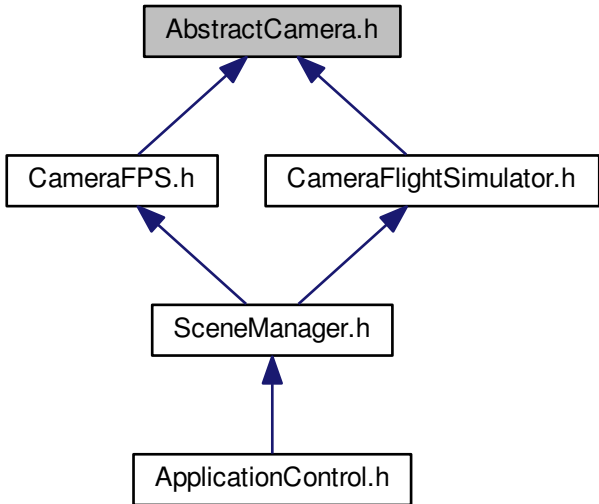 AbstractCamera.h
CameraFPS.h
CameraFlightSimulator.h
SceneManager.h
ApplicationControl.h